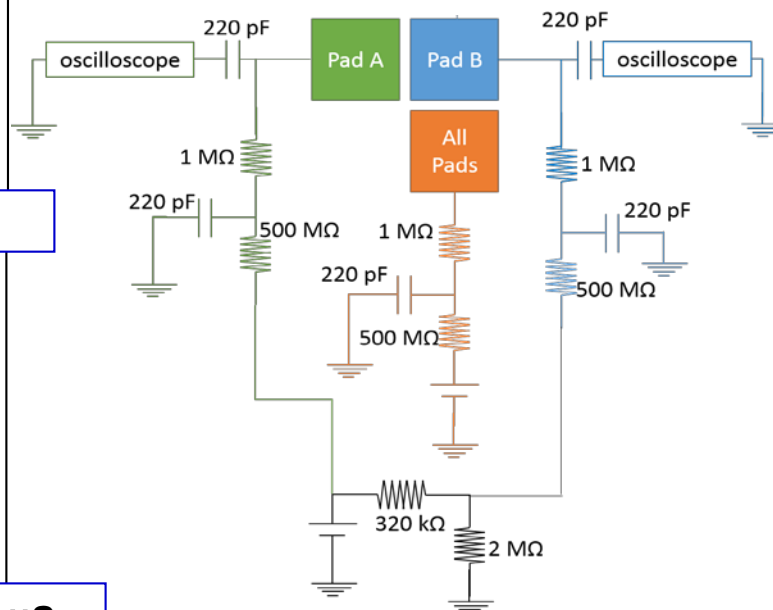 220 pF
220 pF
oscilloscope
Pad A
Pad B
oscilloscope
All
Pads
1 MΩ
1 MΩ
220 pF
220 pF
500 MΩ
1 MΩ
220 pF
500 MΩ
500 MΩ
320 kΩ
2 MΩ